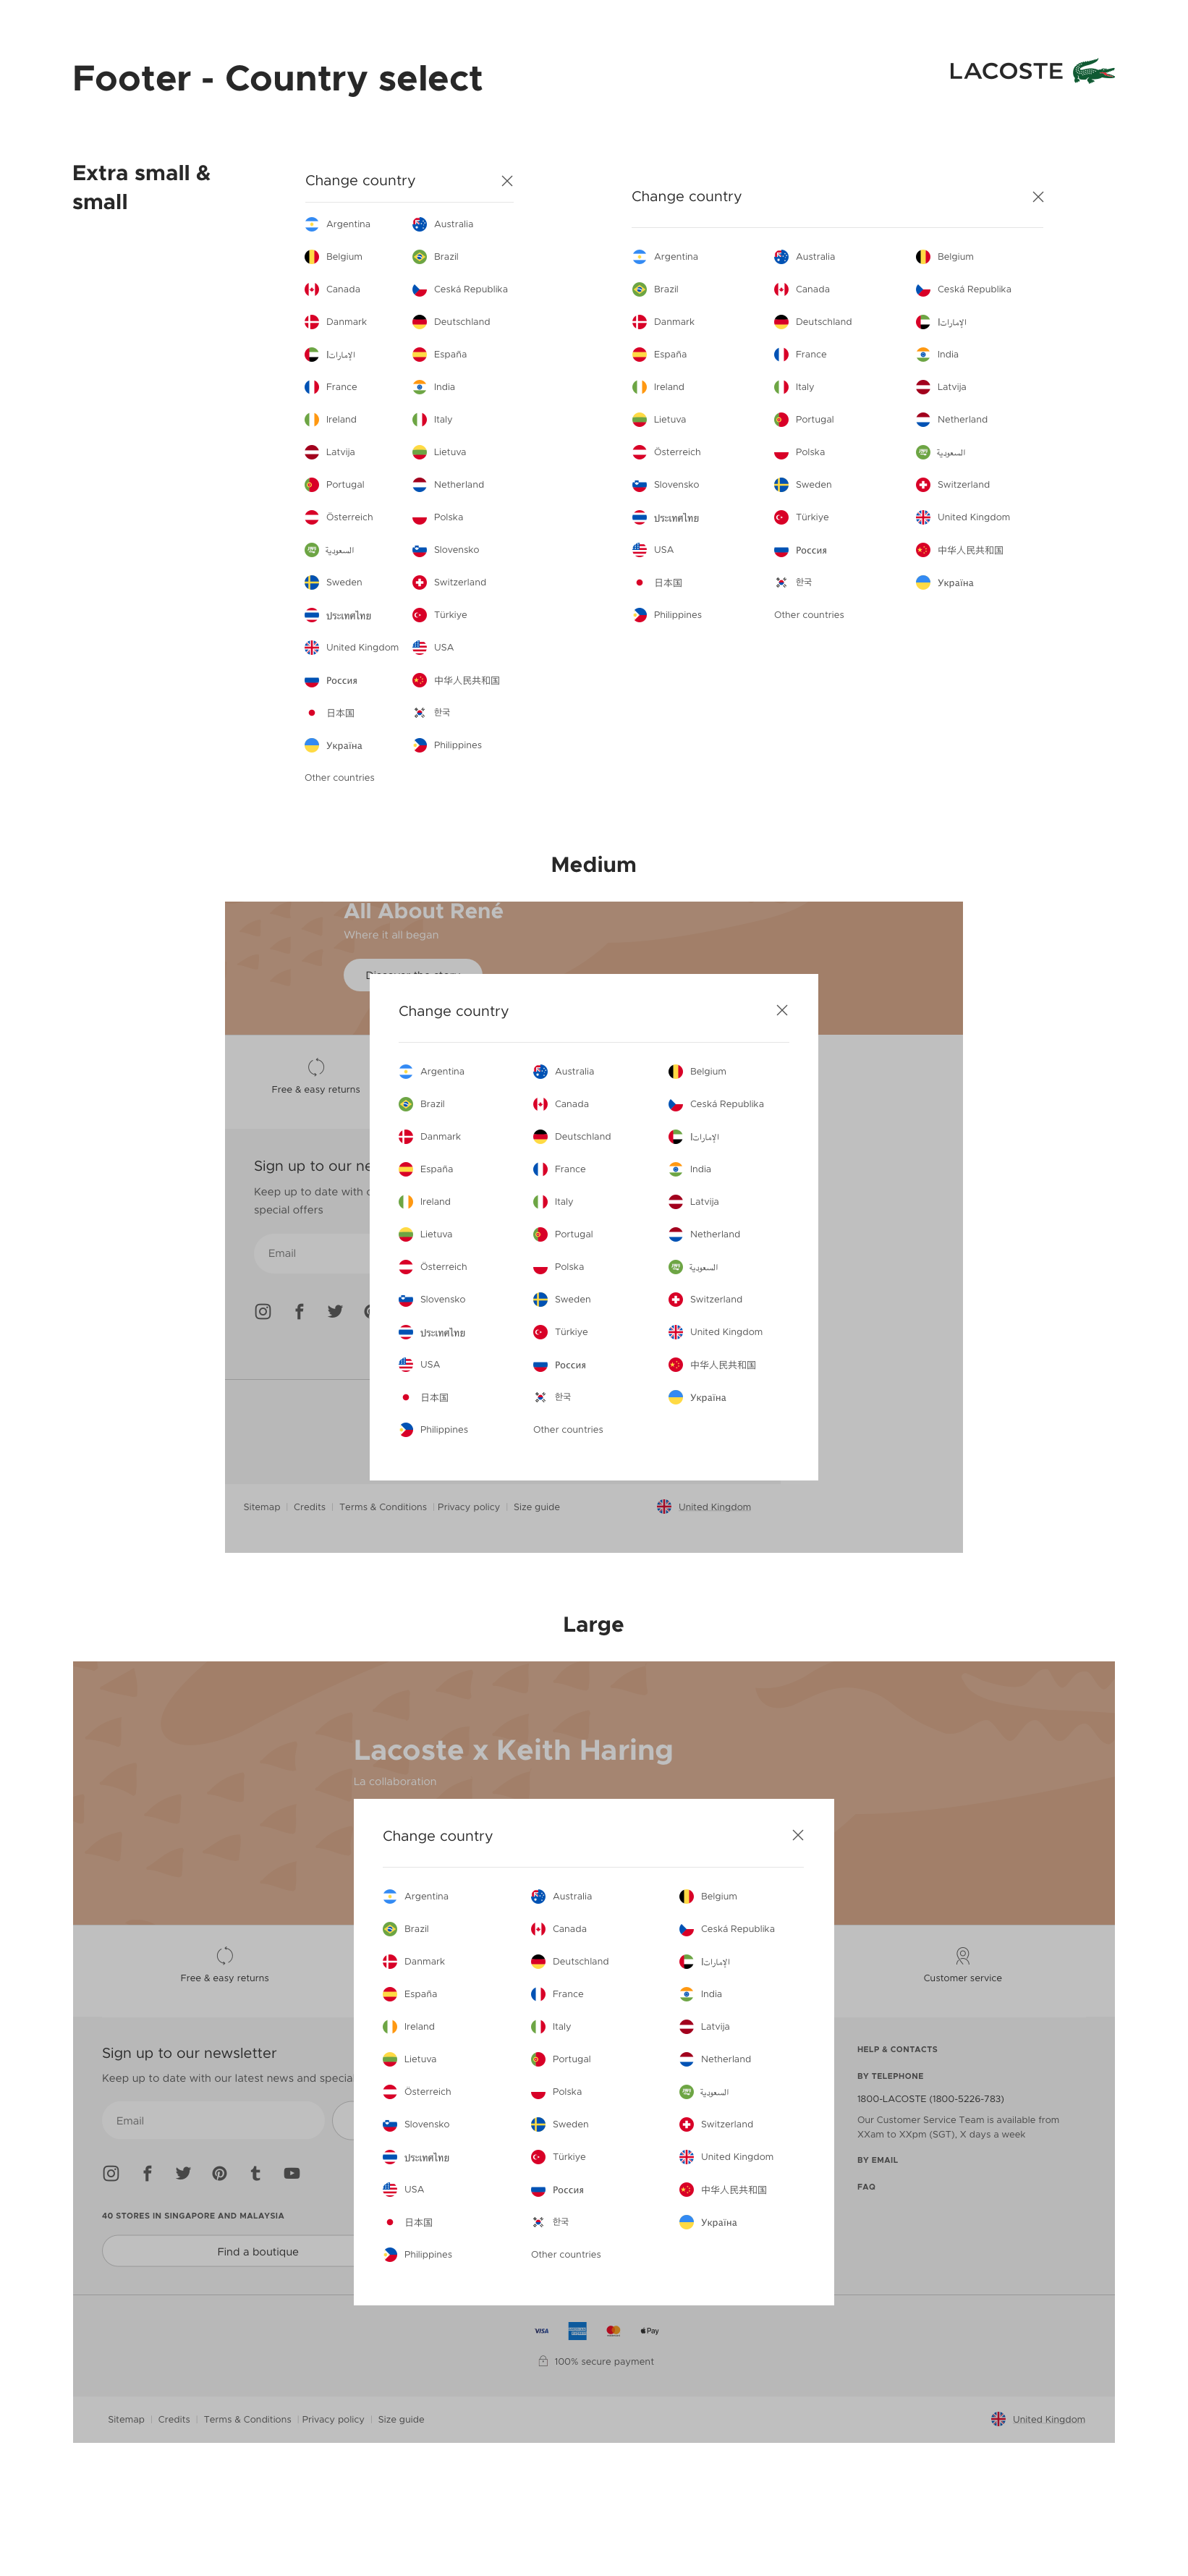 Footer - Country select
LACOSTE
Extra small &
small
Change country
Argentina Australia
Belgium Brazil
Canada Ceská Republika
Danmark Deutschland
الإمارات España
France India
Ireland Italy
Latvija Lietuva
Portugal Netherland
Österreich Polska
السعودية Slovensko
Sweden Switzerland
ประเทศไทย Türkiye
United Kingdom USA
Россия 中华人民共和国
日本国 한국
Україна Philippines
Other countries
Change country
Argentina Australia Belgium
Brazil Canada Ceská Republika
Danmark Deutschland الإمارات
España France India
Ireland Italy Latvija
Lietuva Portugal Netherland
Österreich Polska السعودية
Slovensko Sweden Switzerland
ประเทศไทย Türkiye United Kingdom
USA Россия 中华人民共和国
日本国 한국 Україна
Philippines Other countries
Medium
All About René
Where it all began
Change country
Free & easy returns
Sign up to our
Keep up to date with
special offers
Email
Argentina Australia Belgium
Brazil Canada Ceská Republika
Danmark Deutschland الإمارات
España France India
Ireland Italy Latvija
Lietuva Portugal Netherland
Österreich Polska السعودية
Slovensko Sweden Switzerland
ประเทศไทย Türkiye United Kingdom
USA Россия 中华人民共和国
日本国 한국 Україна
Philippines Other countries
Sitemap | Credits | Terms & Conditions | Privacy policy | Size guide United Kingdom
Large
Lacoste x Keith Haring
La collaboration
Change country
Argentina Australia Belgium
Brazil Canada Ceská Republika
Danmark Deutschland الإمارات
España France India
Ireland Italy Latvija
Lietuva Portugal Netherland
Österreich Polska السعودية
Slovensko Sweden Switzerland
ประเทศไทย Türkiye United Kingdom
USA Россия 中华人民共和国
日本国 한국 Україна
Philippines Other countries
Free & easy returns
Customer service
Sign up to our newsletter
Keep up to date with our latest news and specia
Email
40 STORES IN SINGAPORE AND MALAYSIA
Find a boutique
HELP & CONTACTS
BY TELEPHONE
1800-LACOSTE (1800-5226-783)
Our Customer Service Team is available from
XXam to XXpm (SGT), X days a week
BY EMAIL
FAQ
VISA Pay
100% secure payment
Sitemap | Credits | Terms & Conditions | Privacy policy | Size guide United Kingdom